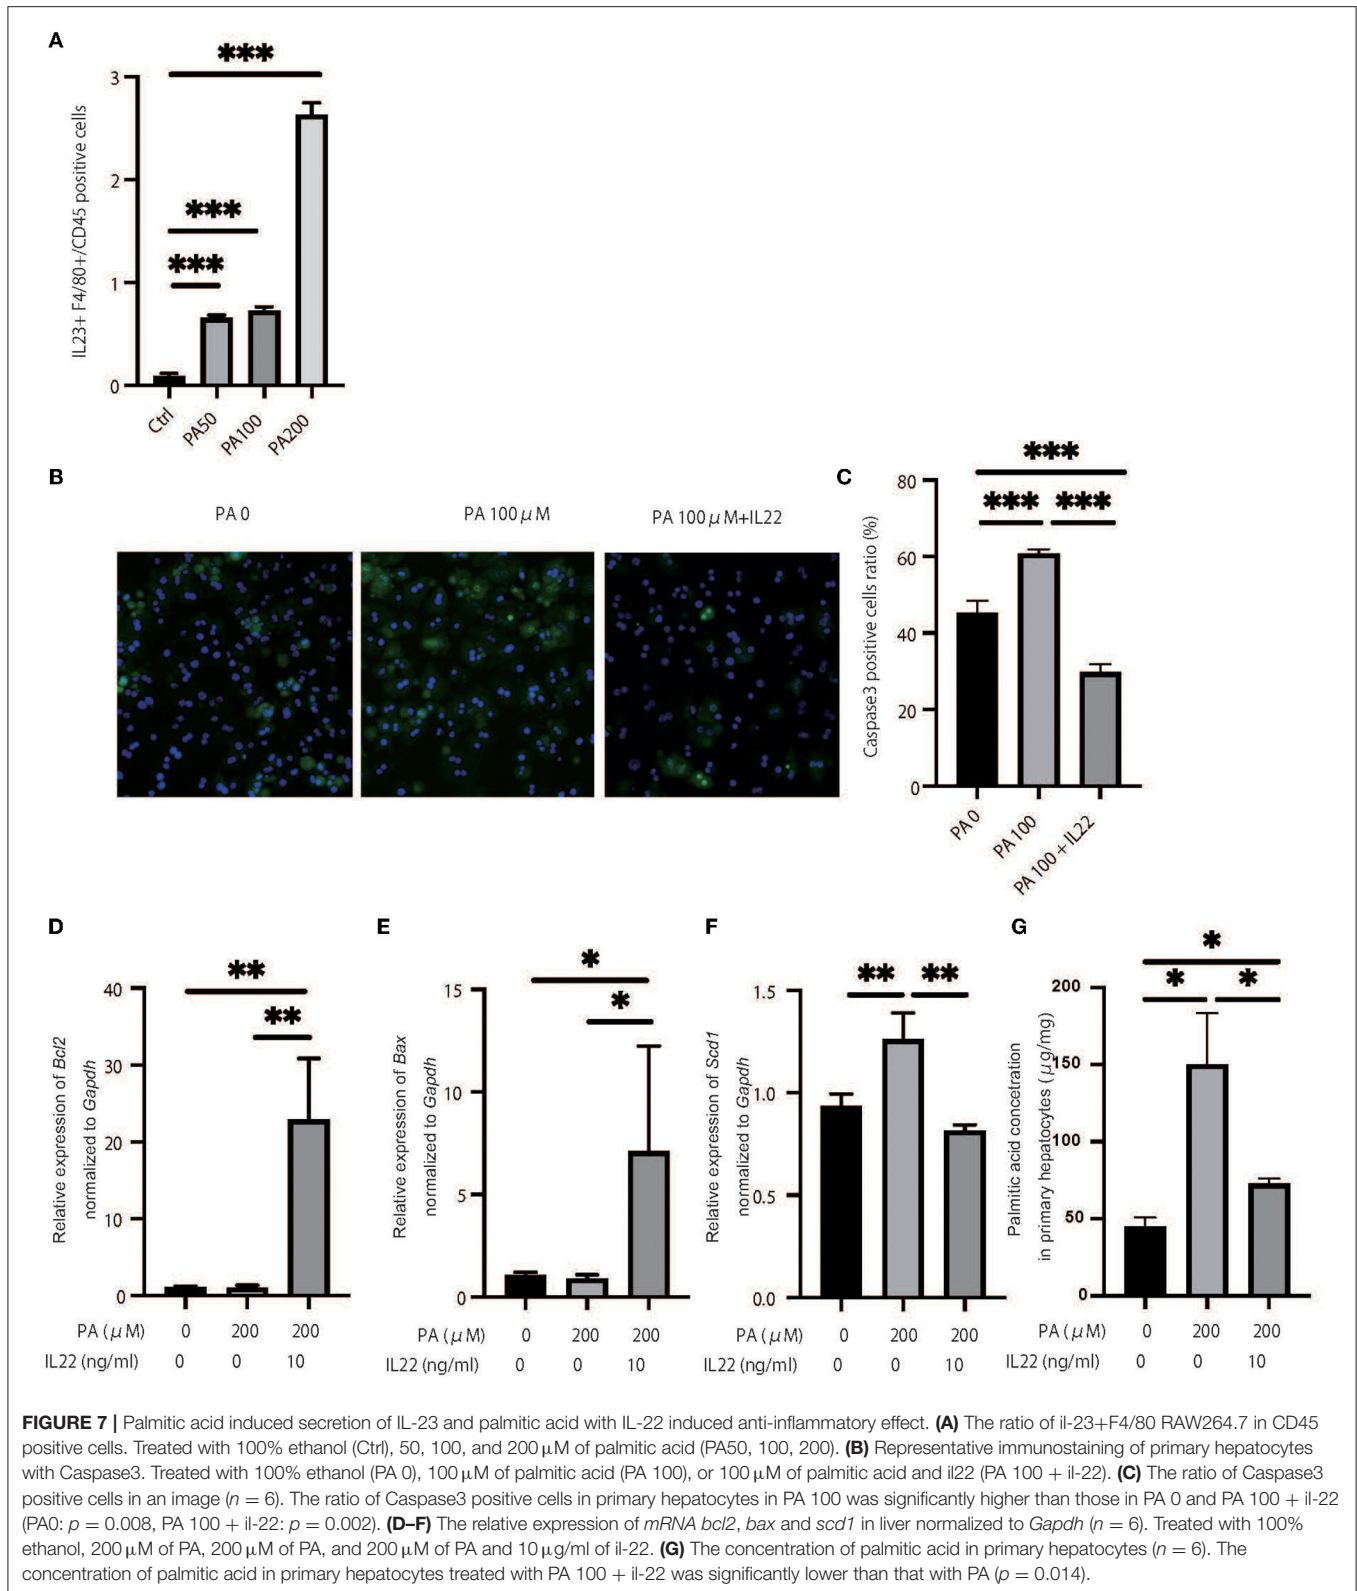 A
✱✱✱
3
IL23+ F4/80+/CD45 positive cells
2
✱✱✱
✱✱✱
1
0
Ctrl
PA50
PA100
PA200
B
PA 0
PA 100 μM
PA 100 μM+IL22
C
✱✱✱
80
✱✱✱ ✱✱✱
Caspase3 positive cells ratio (%)
60
40
20
0
PA 0
PA 100
PA 100 + IL22
D
✱✱
40
✱✱
Relative expression of Bcl2
normalized to Gapdh
30
20
10
0
PA (μM) 0 200 200
IL22 (ng/ml) 0 0 10
E
✱
15
✱
Relative expression of Bax
normalized to Gapdh
10
5
0
PA (μM) 0 200 200
IL22 (ng/ml) 0 0 10
F
✱✱ ✱✱
1.5
Relative expression of Scd1
normalized to Gapdh
1.0
0.5
0.0
PA (μM) 0 200 200
IL22 (ng/ml) 0 0 10
G
✱
✱ ✱
200
Palmitic acid concetration
in primary hepatocytes (μg/mg)
150
100
50
0
PA (μM) 0 200 200
IL22 (ng/ml) 0 0 10
FIGURE 7 | Palmitic acid induced secretion of IL-23 and palmitic acid with IL-22 induced anti-inflammatory effect. (A) The ratio of il-23+F4/80 RAW264.7 in CD45
positive cells. Treated with 100% ethanol (Ctrl), 50, 100, and 200 μM of palmitic acid (PA50, 100, 200). (B) Representative immunostaining of primary hepatocytes
with Caspase3. Treated with 100% ethanol (PA 0), 100 μM of palmitic acid (PA 100), or 100 μM of palmitic acid and il22 (PA 100 + il-22). (C) The ratio of Caspase3
positive cells in an image (n = 6). The ratio of Caspase3 positive cells in primary hepatocytes in PA 100 was significantly higher than those in PA 0 and PA 100 + il-22
(PA0: p = 0.008, PA 100 + il-22: p = 0.002). (D–F) The relative expression of mRNA bcl2, bax and scd1 in liver normalized to Gapdh (n = 6). Treated with 100%
ethanol, 200 μM of PA, 200 μM of PA, and 200 μM of PA and 10 μg/ml of il-22. (G) The concentration of palmitic acid in primary hepatocytes (n = 6). The
concentration of palmitic acid in primary hepatocytes treated with PA 100 + il-22 was significantly lower than that with PA (p = 0.014).